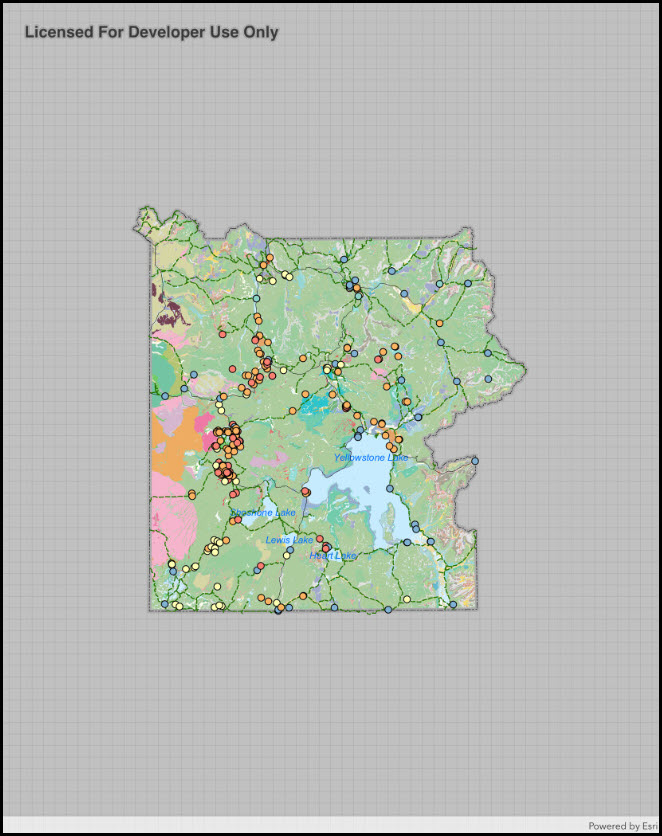 Licensed For Developer Use Only
Yellowstone Lake
Shoshone Lake
Lewis Lake
Heart Lake
Powered by Esri